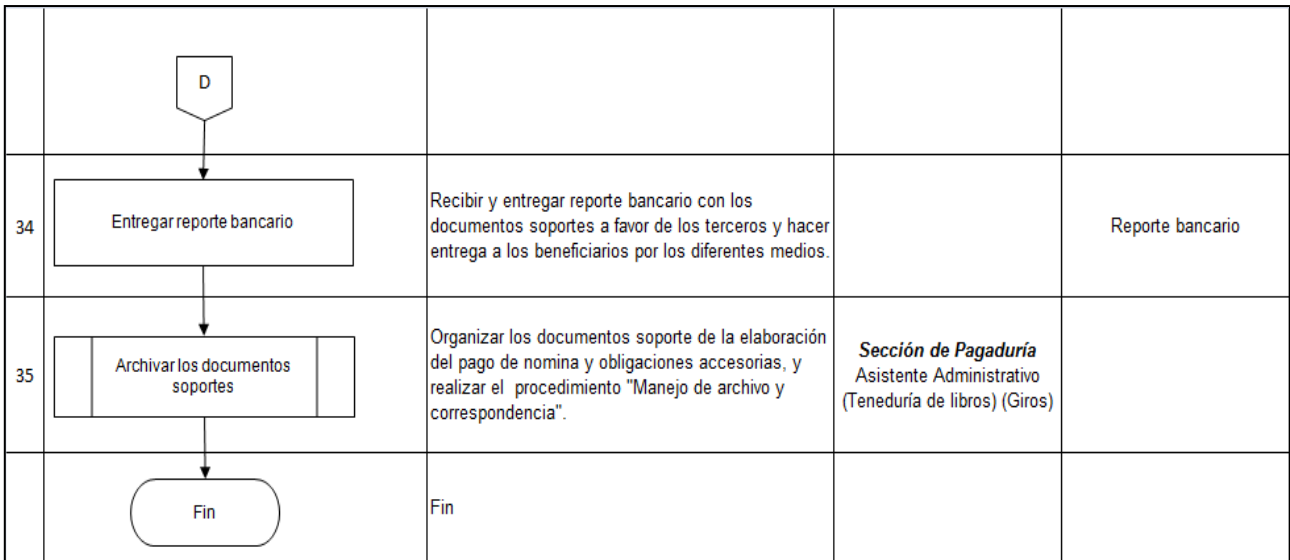 D
34
Entregar reporte bancario
Recibir y entregar reporte bancario con los
documentos soportes a favor de los terceros y hacer
entrega a los beneficiarios por los diferentes medios.
Reporte bancario
35
Archivar los documentos
soportes
Organizar los documentos soporte de la elaboración
del pago de nomina y obligaciones accesorias, y
realizar el procedimiento "Manejo de archivo y
correspondencia".
Sección de Pagaduría
Asistente Administrativo
(Teneduría de libros) (Giros)
Fin
Fin